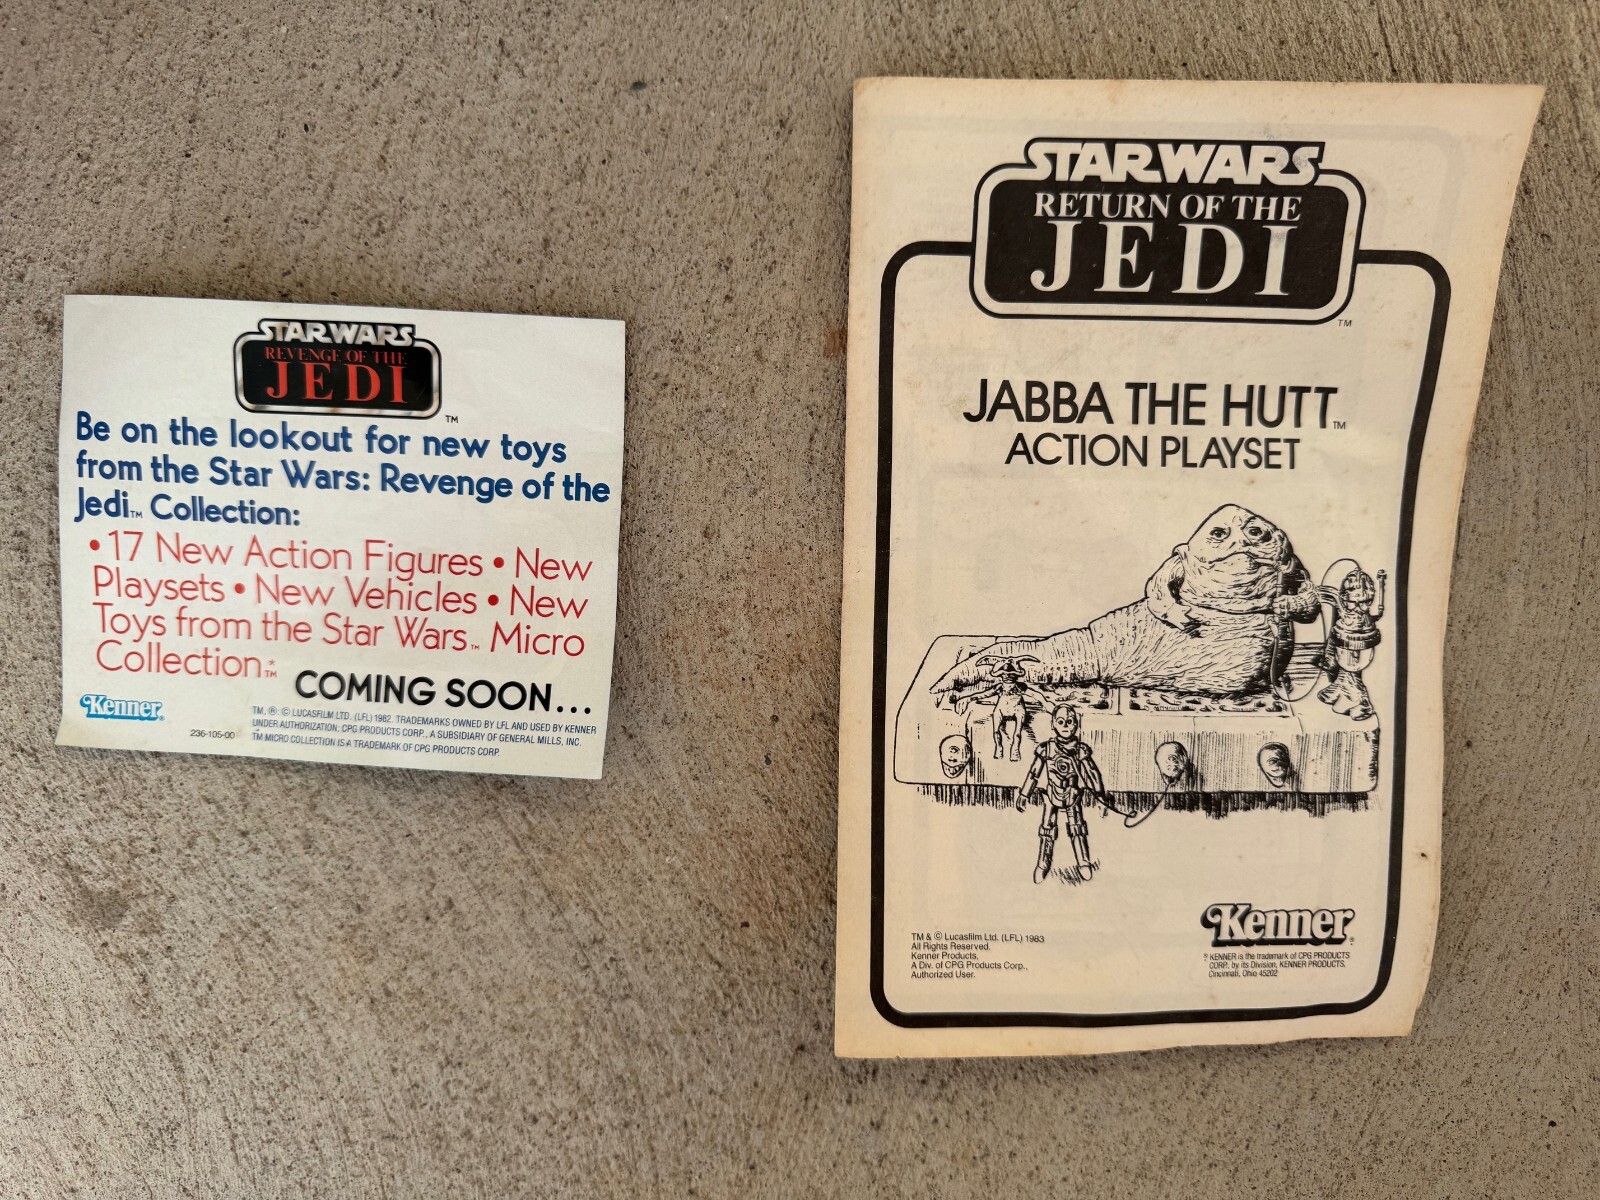 STAR WARS
REVENGE OF THE
JEDI
TM
Be on the lookout for new toys
from the Star Wars: Revenge of the
Jedi™ Collection:
• 17 New Action Figures • New
Playsets • New Vehicles • New
Toys from the Star Wars™ Micro
Collection.*™
COMING SOON...
Kenner®
236-105-00
TM, ®, © LUCASFILM LTD. (LFL) 1982. TRADEMARKS OWNED BY LFL AND USED BY KENNER
UNDER AUTHORIZATION. CPG PRODUCTS CORP., A SUBSIDIARY OF GENERAL MILLS, INC.
*TM MICRO COLLECTION IS A TRADEMARK OF CPG PRODUCTS CORP.
STAR WARS
RETURN OF THE
JEDI
TM
JABBA THE HUTT™
ACTION PLAYSET
TM & © Lucasfilm Ltd. (LFL) 1983
All Rights Reserved.
Kenner Products,
A Div. of CPG Products Corp.,
Authorized User.
Kenner®
® KENNER is the trademark of CPG PRODUCTS
CORP., by its Division, KENNER PRODUCTS,
Cincinnati, Ohio 45202